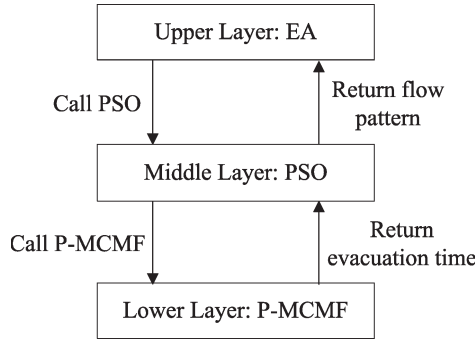 Upper Layer: EA
Call PSO
Return flow
pattern
Middle Layer: PSO
Call P-MCMF
Return
evacuation time
Lower Layer: P-MCMF